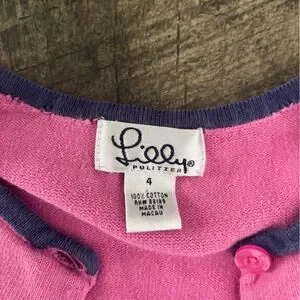 Lilly®
PULITZER
4
100% COTTON
RN# 89189
MADE IN
MACAU